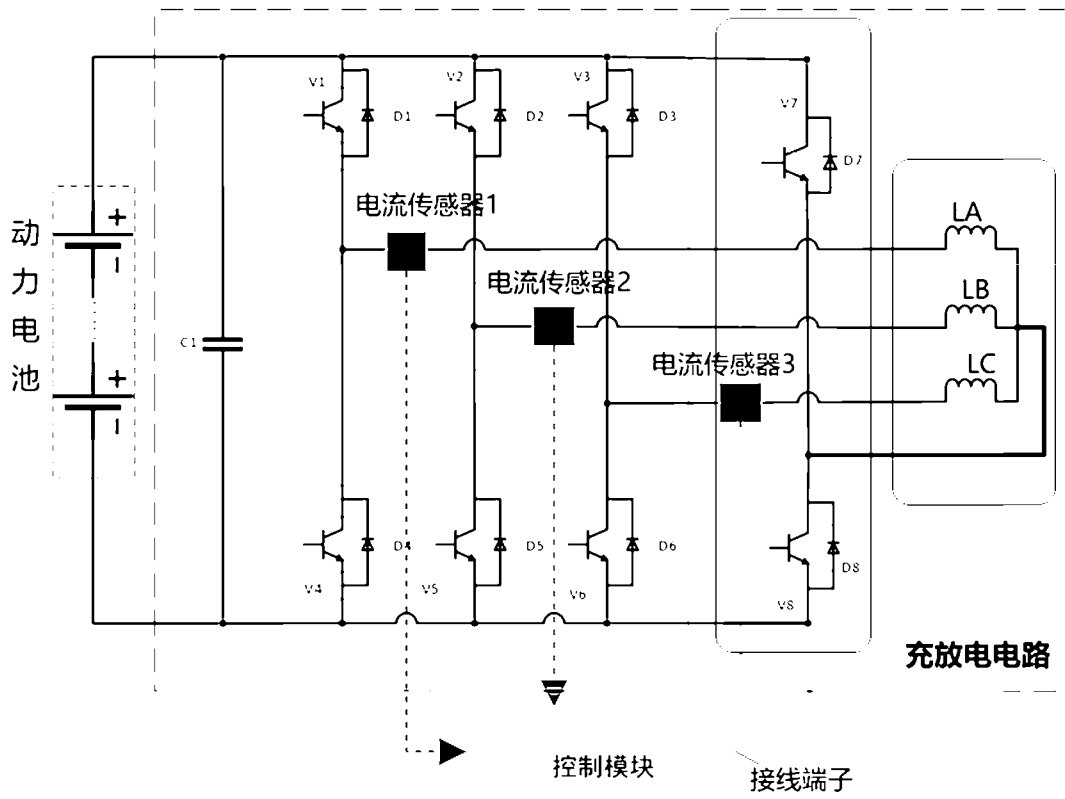 V1
V2
V3
V7
D1
D2
D3
D7
电流传感器1
LA
动力电池
+
电流传感器2
LB
C1
电流传感器3
LC
+
D4
D5
D6
D8
V4
V5
V6
V8
充放电电路
控制模块
接线端子